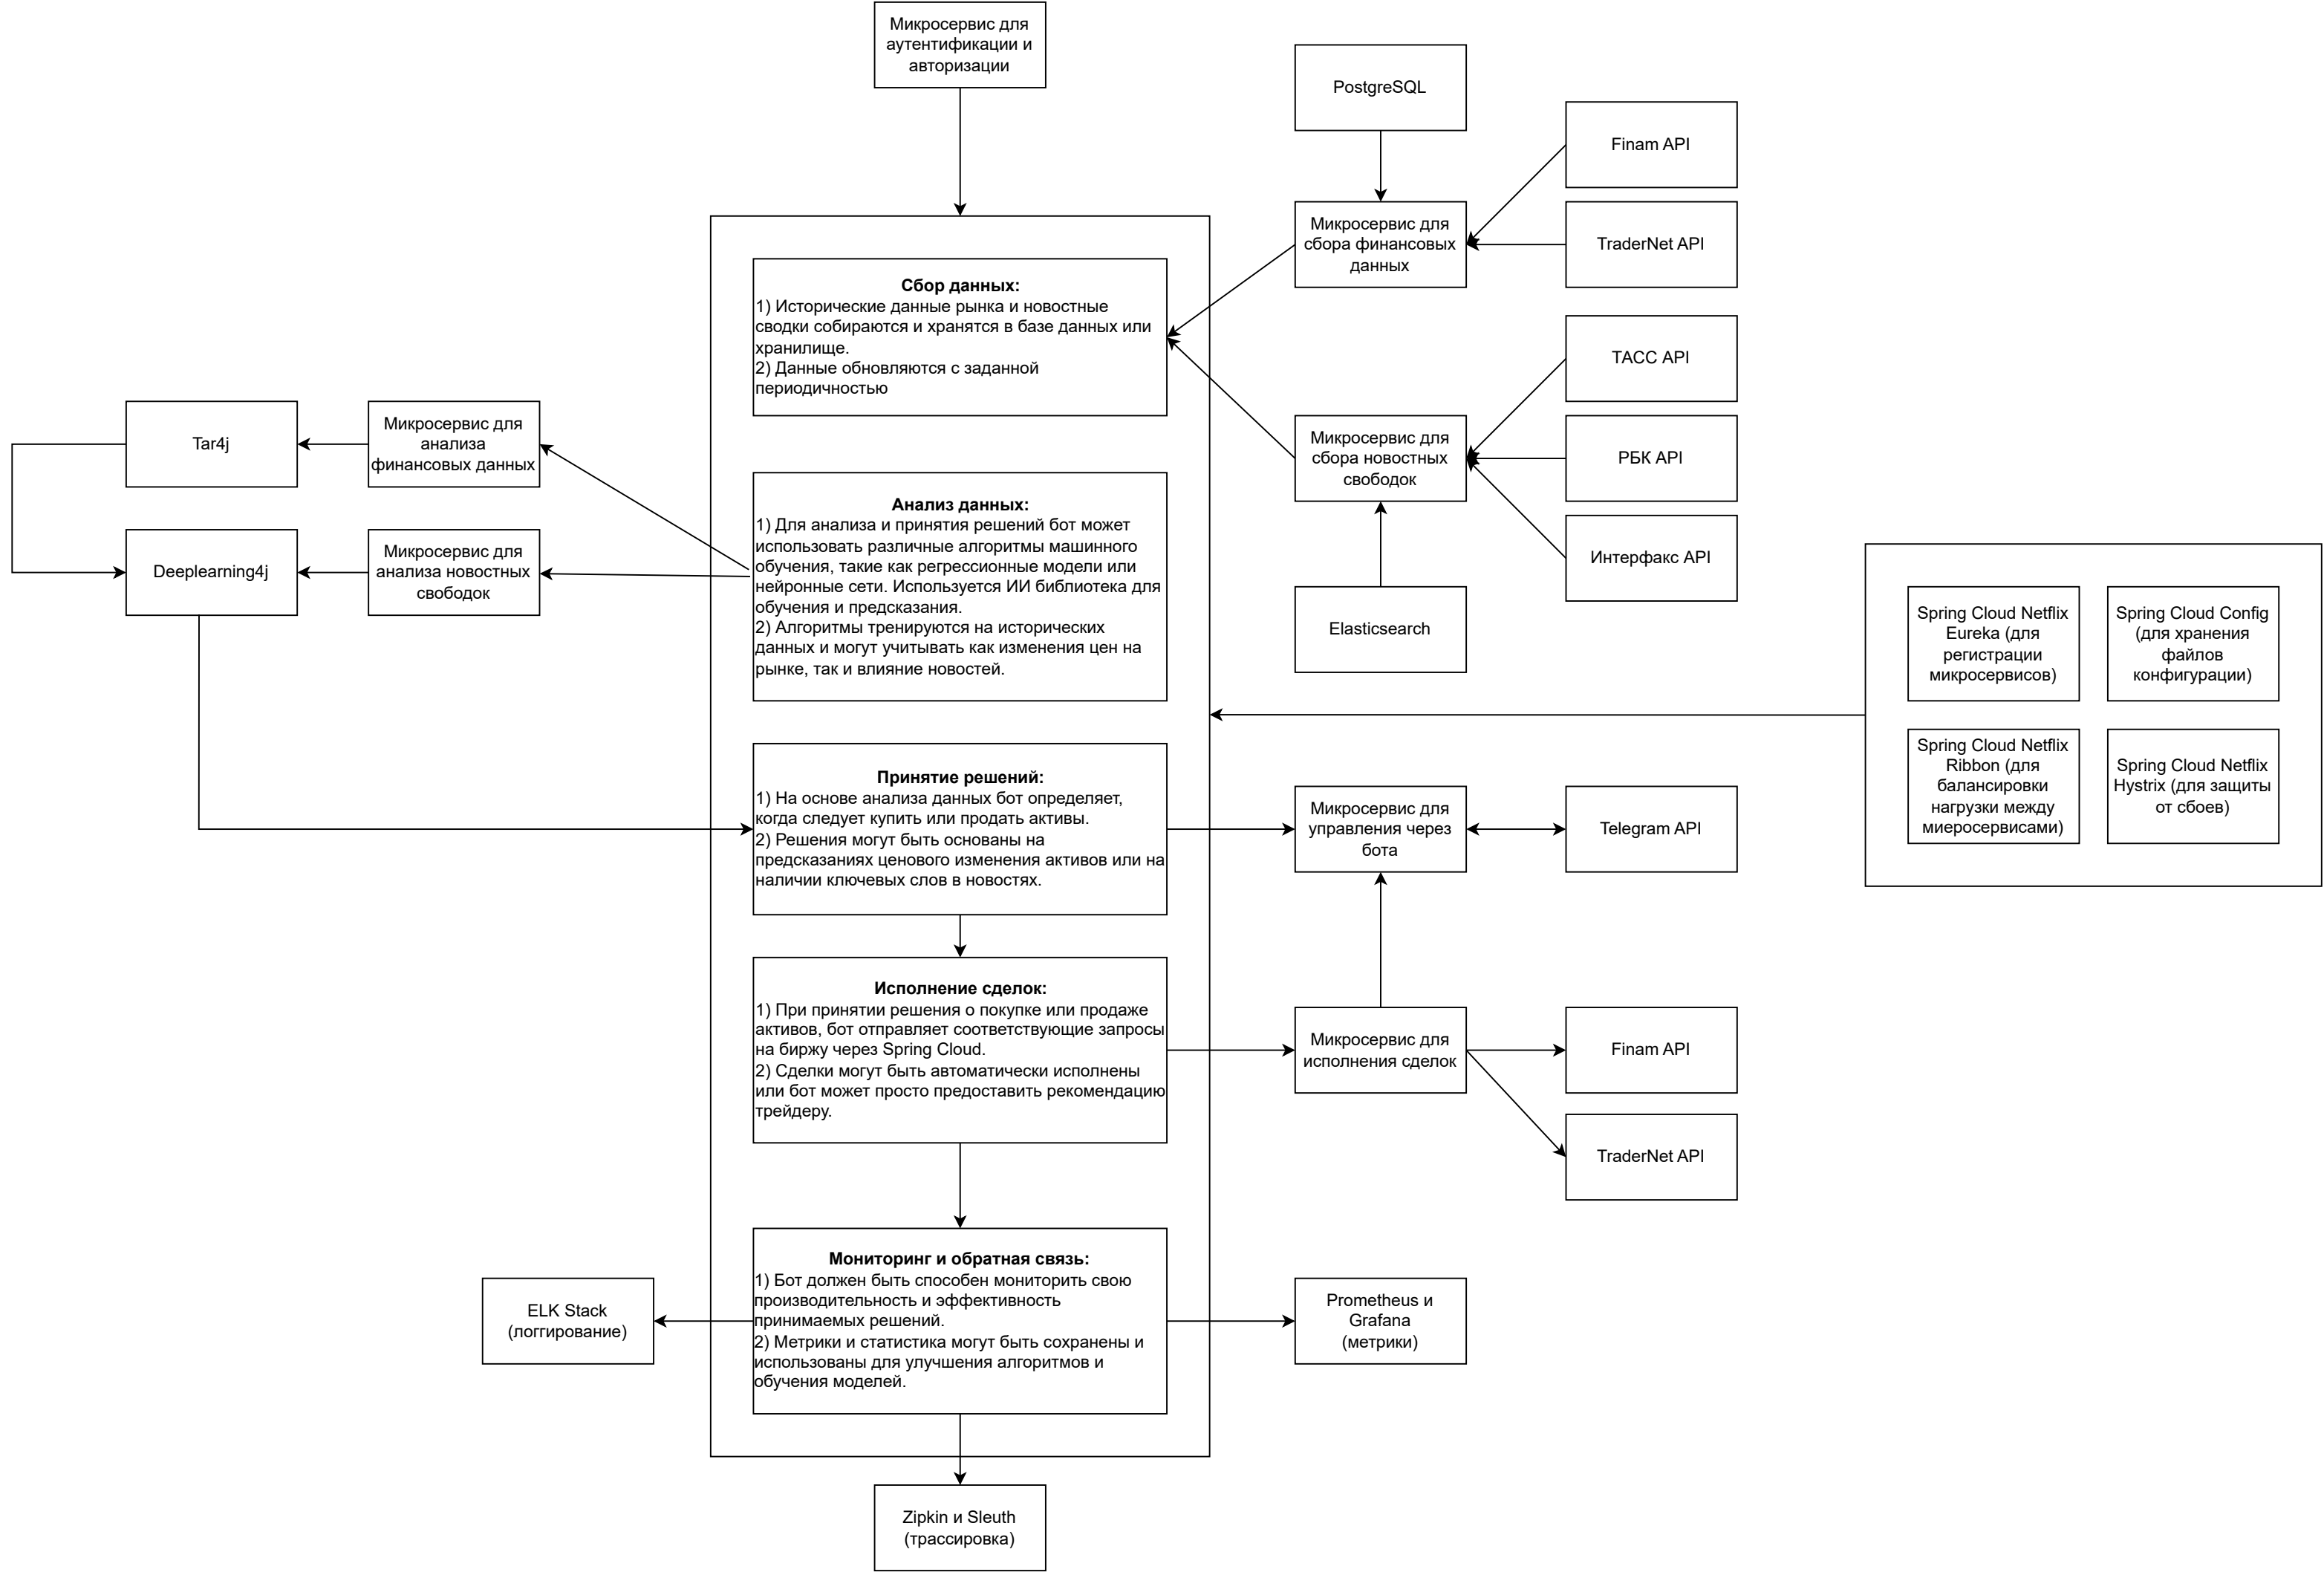 Микросервис для
аутентификации и
авторизации
PostgreSQL
Finam API
Микросервис для
сбора финансовых
данных
TraderNet API
Сбор данных:
1) Исторические данные рынка и новостные
сводки собираются и хранятся в базе данных или
хранилище.
2) Данные обновляются с заданной
периодичностью
ТАСС API
Tar4j
Микросервис для
анализа
финансовых данных
Микросервис для
сбора новостных
свободок
РБК API
Анализ данных:
1) Для анализа и принятия решений бот может
использовать различные алгоритмы машинного
обучения, такие как регрессионные модели или
нейронные сети. Используется ИИ библиотека для
обучения и предсказания.
2) Алгоритмы тренируются на исторических
данных и могут учитывать как изменения цен на
рынке, так и влияние новостей.
Deeplearning4j
Микросервис для
анализа новостных
свободок
Интерфакс API
Elasticsearch
Spring Cloud Netflix
Eureka (для
регистрации
микросервисов)
Spring Cloud Config
(для хранения
файлов
конфигурации)
Spring Cloud Netflix
Ribbon (для
балансировки
нагрузки между
миеросервисами)
Spring Cloud Netflix
Hystrix (для защиты
от сбоев)
Принятие решений:
1) На основе анализа данных бот определяет,
когда следует купить или продать активы.
2) Решения могут быть основаны на
предсказаниях ценового изменения активов или на
наличии ключевых слов в новостях.
Микросервис для
управления через
бота
Telegram API
Исполнение сделок:
1) При принятии решения о покупке или продаже
активов, бот отправляет соответствующие запросы
на биржу через Spring Cloud.
2) Сделки могут быть автоматически исполнены
или бот может просто предоставить рекомендацию
трейдеру.
Микросервис для
исполнения сделок
Finam API
TraderNet API
Мониторинг и обратная связь:
1) Бот должен быть способен мониторить свою
производительность и эффективность
принимаемых решений.
2) Метрики и статистика могут быть сохранены и
использованы для улучшения алгоритмов и
обучения моделей.
ELK Stack
(логгирование)
Prometheus и
Grafana
(метрики)
Zipkin и Sleuth
(трассировка)